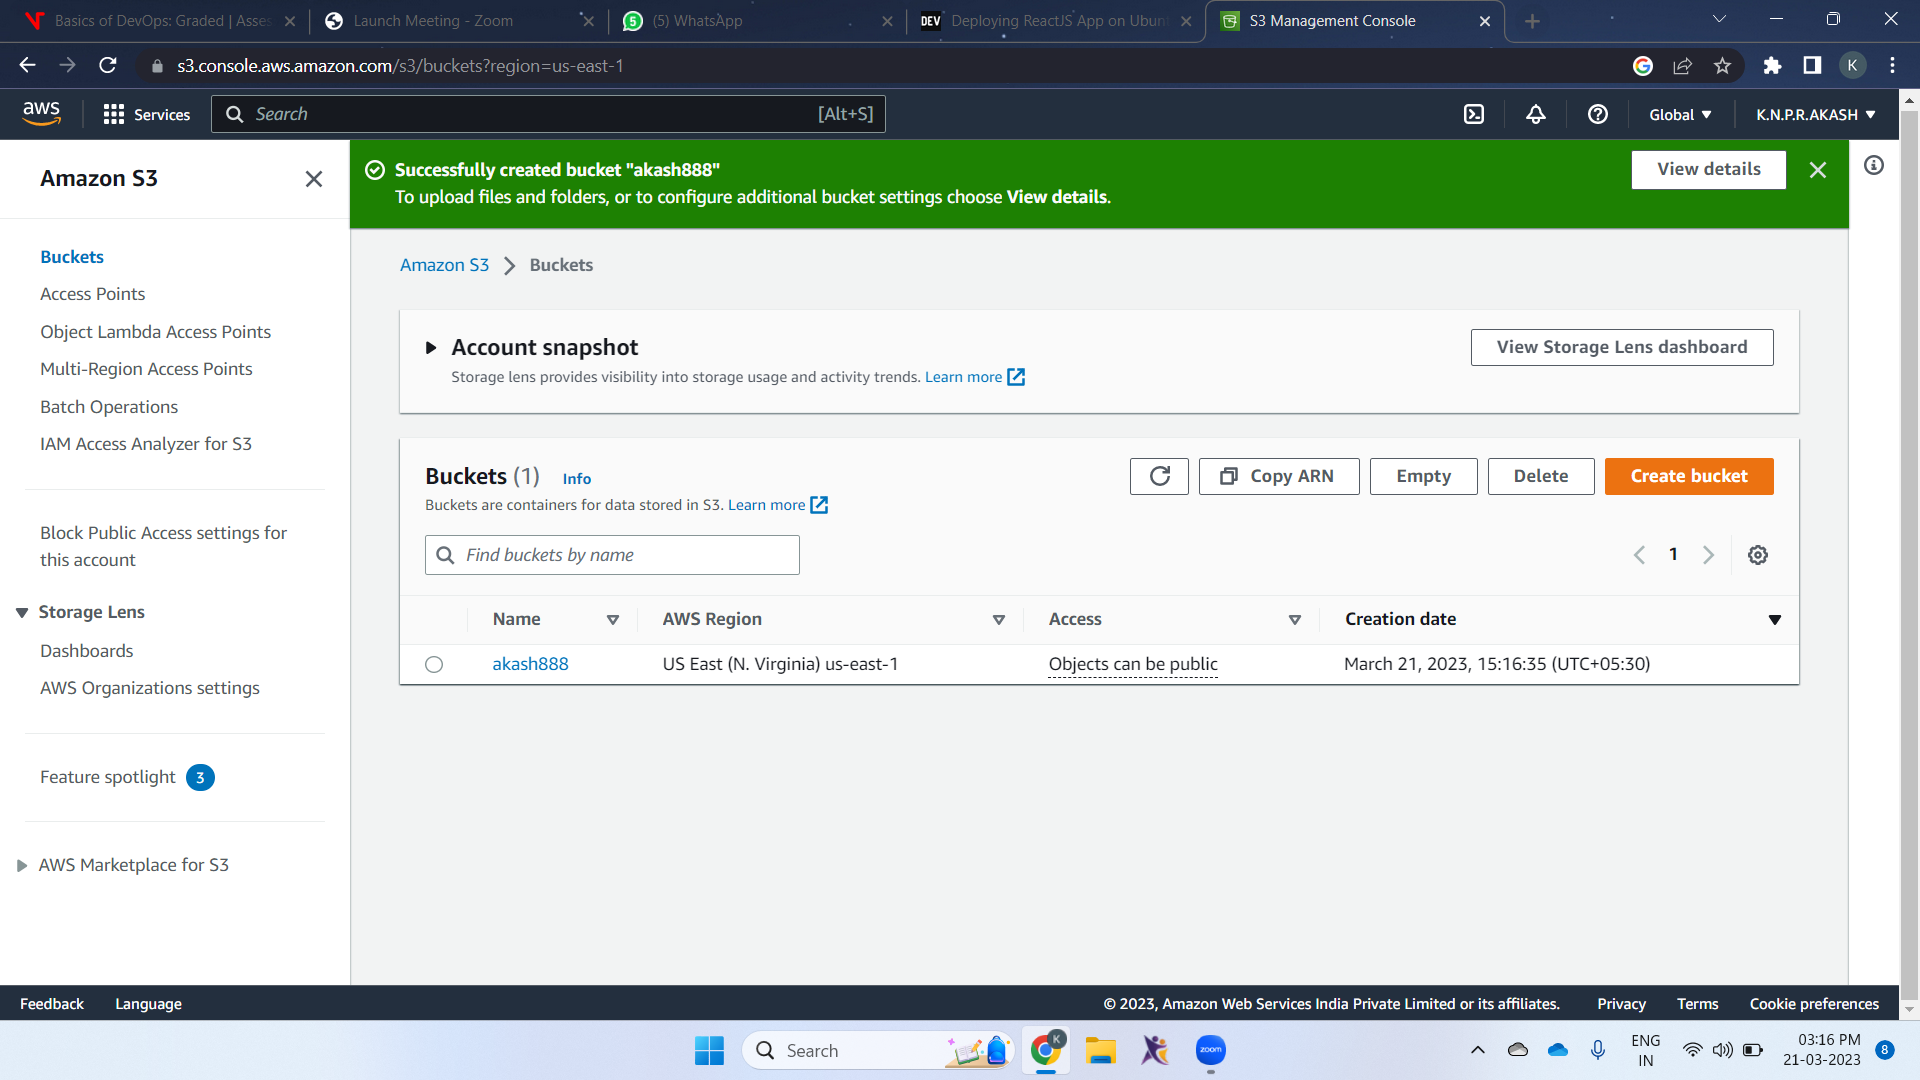 Basics of DevOps: Graded | Asses
Launch Meeting - Zoom
(5) WhatsApp
DEV
Deploying ReactJS App on Ubun
S3 Management Console
s3.console.aws.amazon.com/s3/buckets?region=us-east-1
K
aws
Services
Search
[Alt+S]
Global
K.N.P.R.AKASH
Amazon S3
Buckets
Access Points
Object Lambda Access Points
Multi-Region Access Points
Batch Operations
IAM Access Analyzer for S3
Block Public Access settings for
this account
Storage Lens
Dashboards
AWS Organizations settings
Feature spotlight 3
AWS Marketplace for S3
Successfully created bucket "akash888"
To upload files and folders, or to configure additional bucket settings choose View details.
View details
Amazon S3 > Buckets
Account snapshot
Storage lens provides visibility into storage usage and activity trends. Learn more
View Storage Lens dashboard
Buckets (1) Info
Buckets are containers for data stored in S3. Learn more
Copy ARN
Empty
Delete
Create bucket
Find buckets by name
1
Name
AWS Region
Access
Creation date
akash888
US East (N. Virginia) us-east-1
Objects can be public
March 21, 2023, 15:16:35 (UTC+05:30)
Feedback
Language
© 2023, Amazon Web Services India Private Limited or its affiliates.
Privacy
Terms
Cookie preferences
Search
K
zoom
ENG
IN
03:16 PM
21-03-2023
8